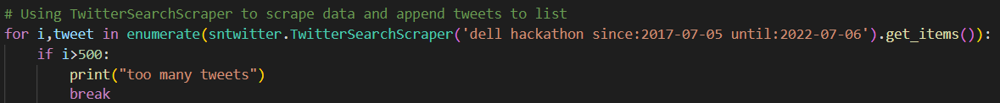 # Using TwitterSearchScraper to scrape data and append tweets to list
for i,tweet in enumerate(sntwitter.TwitterSearchScraper('dell hackathon since:2017-07-05 until:2022-07-06').get_items()):
    if i>500:
        print("too many tweets")
        break